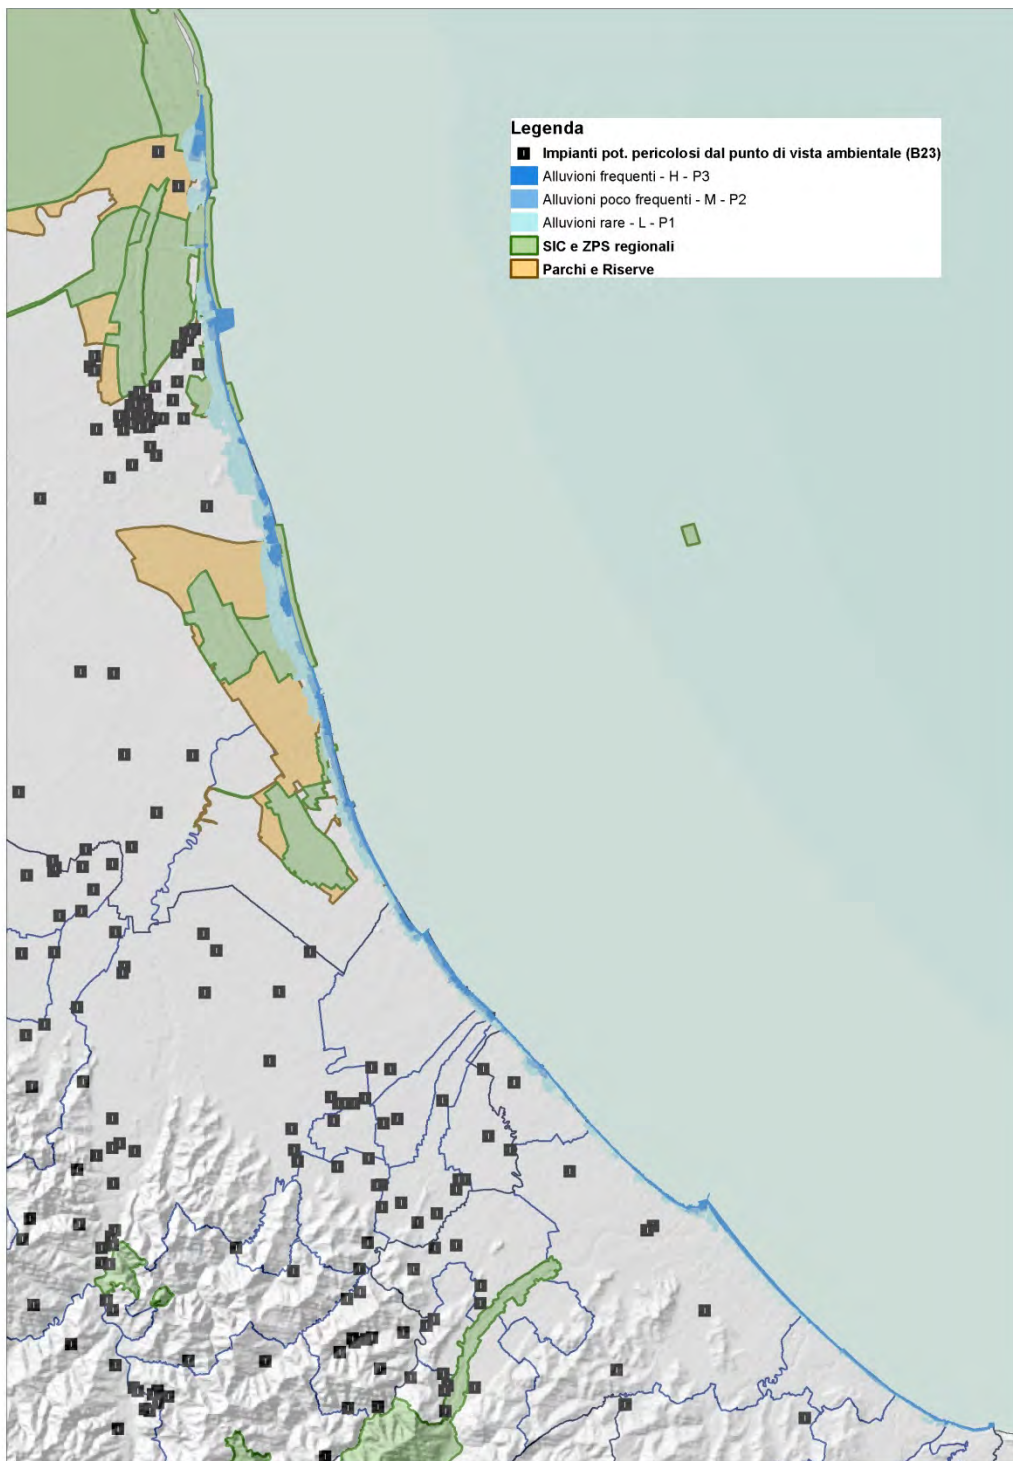 Legenda
Impianti pot. pericolosi dal punto di vista ambientale (B23)
Alluvioni frequenti - H - P3
Alluvioni poco frequenti - M - P2
Alluvioni rare - L - P1
SIC e ZPS regionali
Parchi e Riserve